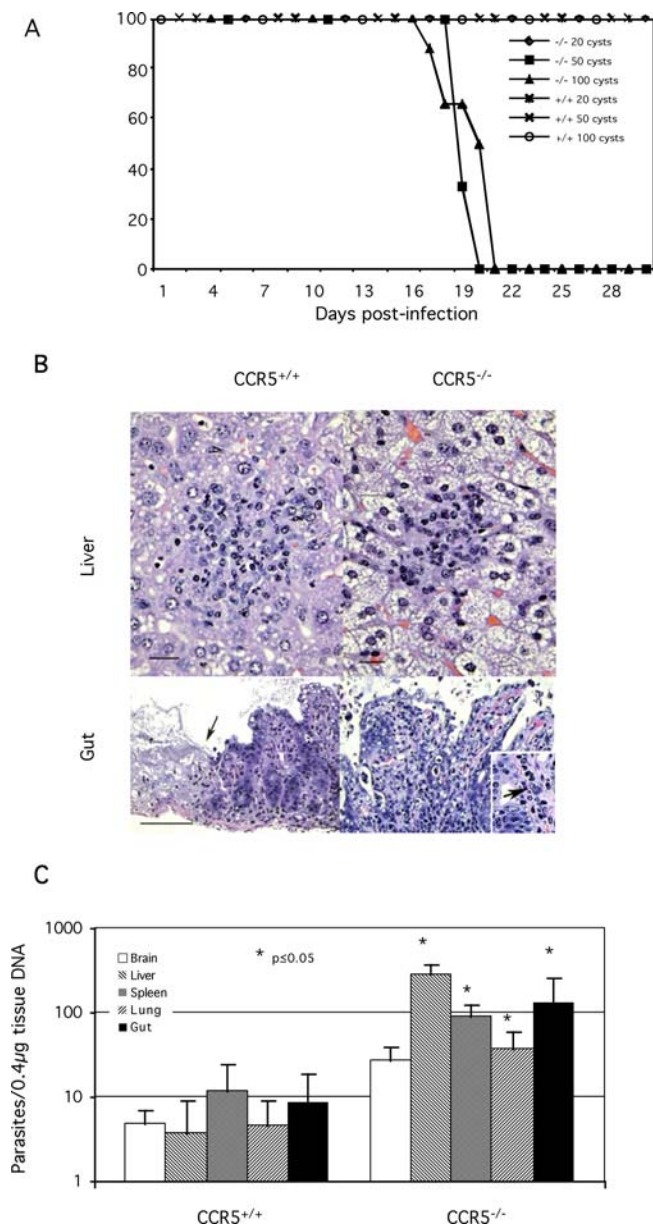 A
100
80
60
40
20
0
-/- 20 cysts
-/- 50 cysts
-/- 100 cysts
+/+ 20 cysts
+/+ 50 cysts
+/+ 100 cysts
1 4 7 10 13 16 19 22 25 28
Days post-infection
B
CCR5+/+ CCR5-/-
Liver
Gut
C
Parasites/0.4µg tissue DNA
1000
100
10
1
Brain
Liver
Spleen
Lung
Gut
* p≤0.05
* * * *
CCR5+/+ CCR5-/-